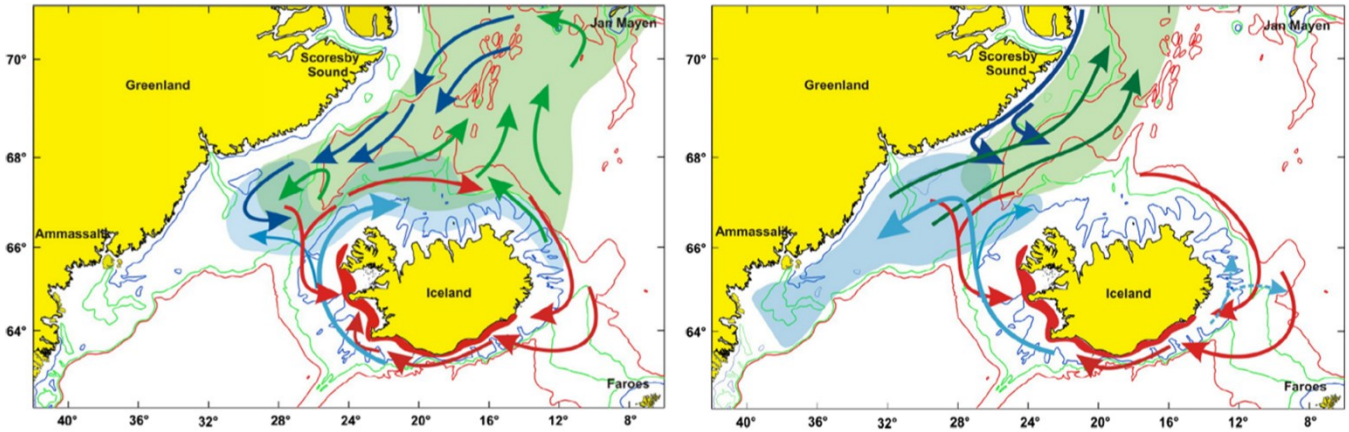 Jan Mayen
70°
Scoresby
Sound
Greenland
68°
Ammassalik
66°
Iceland
64°
Faroes
40° 36° 32° 28° 24° 20° 16° 12° 8°
Jan Mayen
70°
Scoresby
Sound
Greenland
68°
Ammassalik
66°
Iceland
64°
Faroes
40° 36° 32° 28° 24° 20° 16° 12° 8°